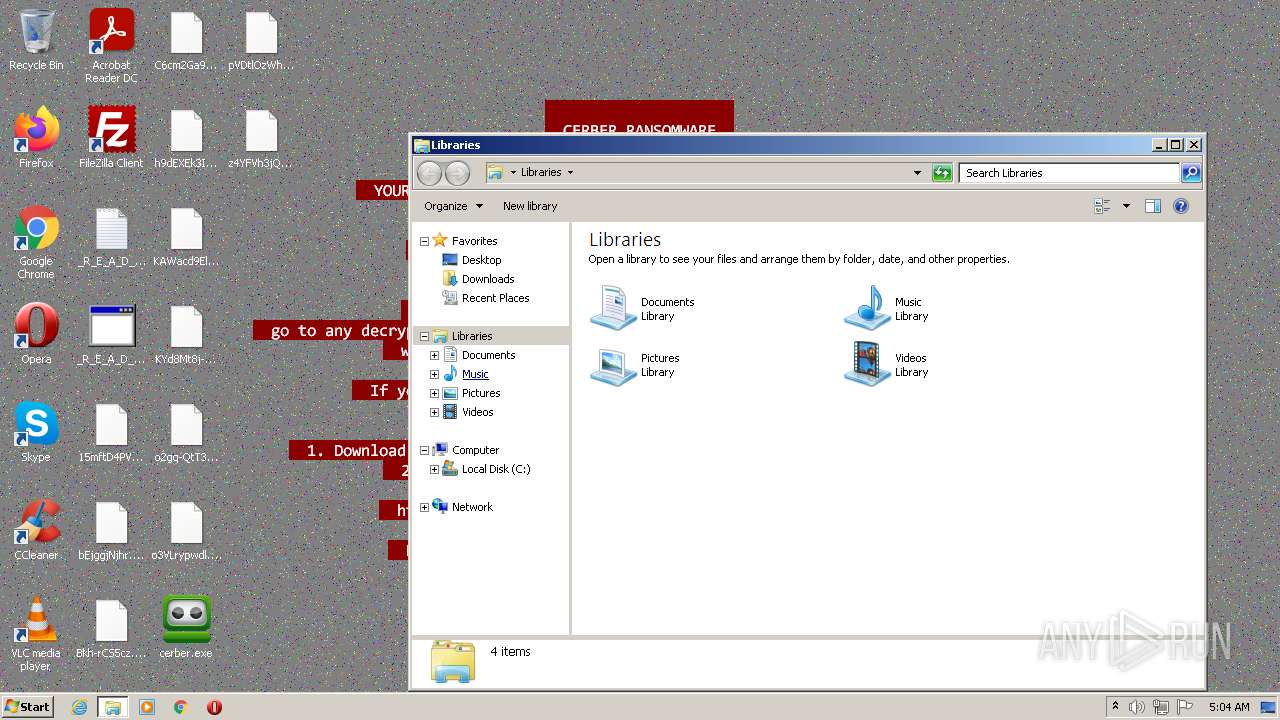 Recycle Bin
Acrobat
Reader DC
C6cm2Ga9...
pVDtlOzWh...
Firefox
FileZilla Client
h9dEXEk3I...
z4YFVh3jQ...
Google
Chrome
_R_E_A_D_...
KAWacd9El...
Opera
_R_E_A_D_...
KYd8Mt8j-...
Skype
15mftD4PV...
o2gq-QtT3...
CCleaner
bEjggjNjhr....
o3VLrypwdl....
VLC media
player
Bkh-rCS5cz....
cerber.exe
CERBER RANSOMWARE
YOUR
go to any decryp
w
If yo
1. Download
2
ht
Libraries
Libraries
Search Libraries
Organize
New library
Favorites
Desktop
Downloads
Recent Places
Libraries
Documents
Music
Pictures
Videos
Computer
Local Disk (C:)
Network
Libraries
Open a library to see your files and arrange them by folder, date, and other properties.
Documents
Library
Music
Library
Pictures
Library
Videos
Library
4 items
ANY RUN
Start
5:04 AM